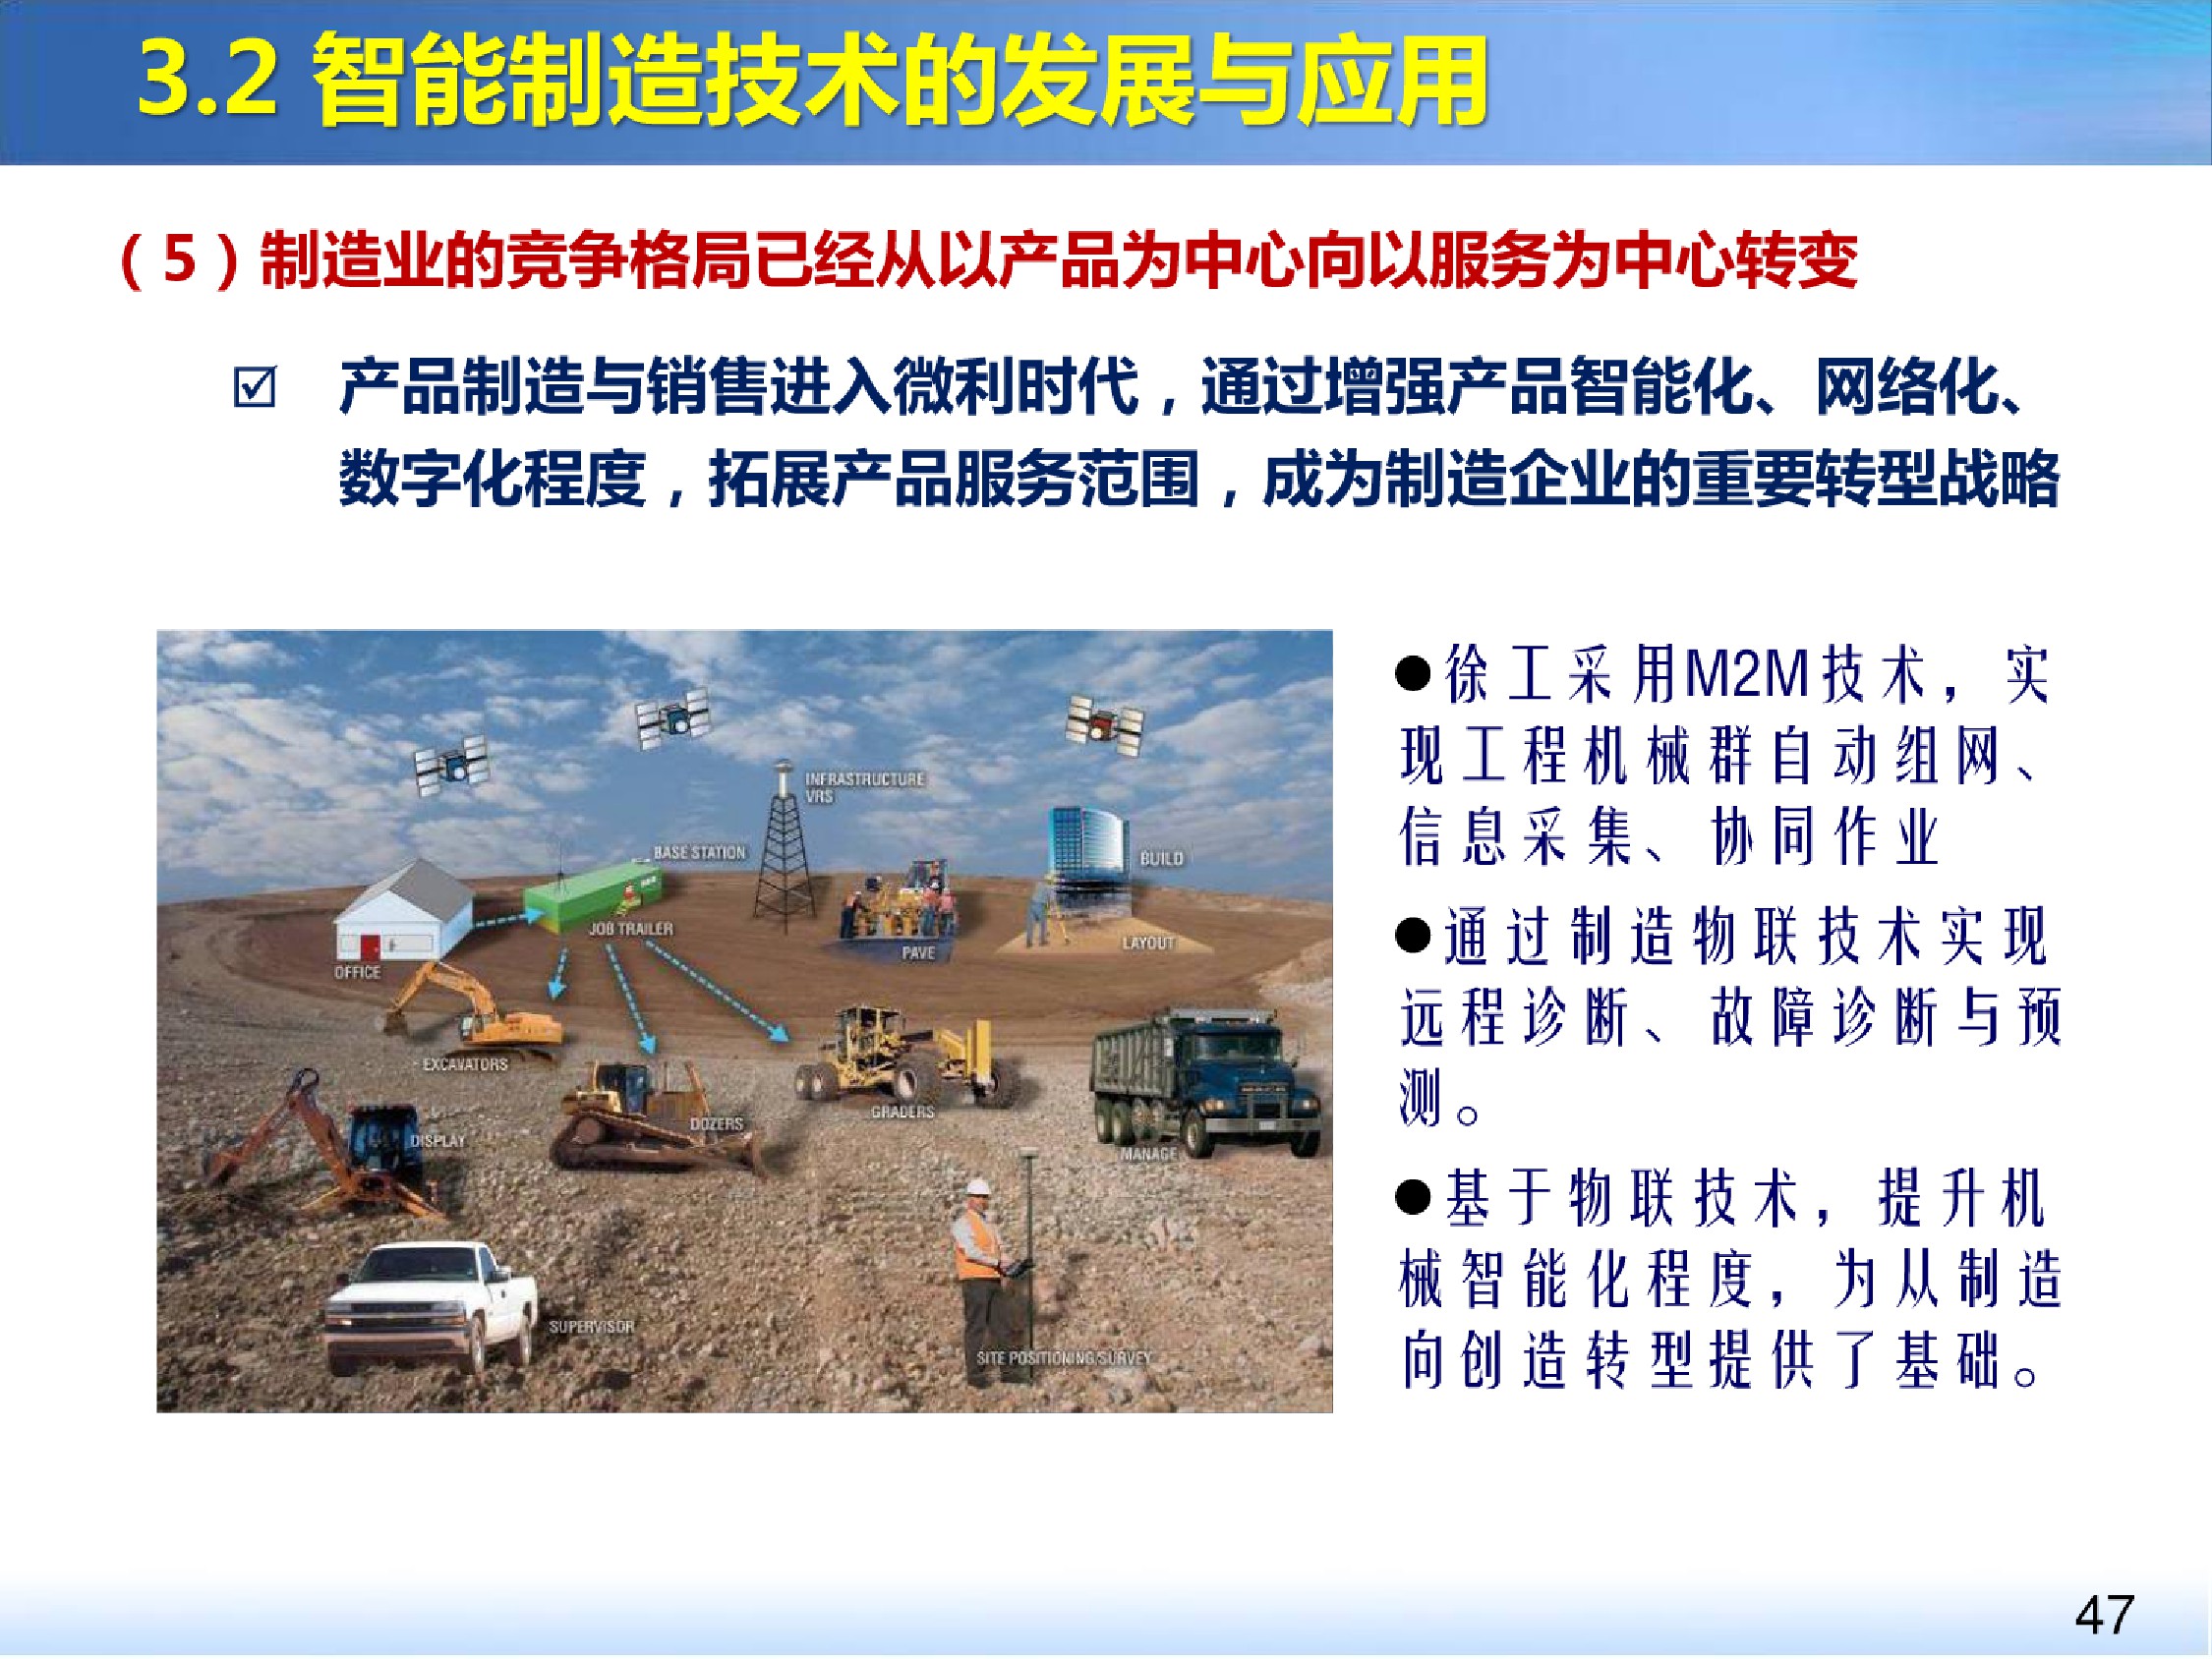 3.2 智能制造技术的发展与应用
（5）制造业的竞争格局已经从以产品为中心向以服务为中心转变
产品制造与销售进入微利时代，通过增强产品智能化、网络化、
数字化程度，拓展产品服务范围，成为制造企业的重要转型战略
INFRASTRUCTURE
VRS
BASE STATION
BUILD
JOB TRAILER
LAYOUT
PAVE
OFFICE
EXCAVATORS
GRADERS
DOZERS
DISPLAY
MANAGE
SUPERVISOR
SITE POSITIONING/SURVEY
●徐工采用M2M技术，实
现工程机械群自动组网、
信息采集、协同作业
●通过制造物联技术实现
远程诊断、故障诊断与预
测。
●基于物联技术，提升机
械智能化程度，为从制造
向创造转型提供了基础。
47